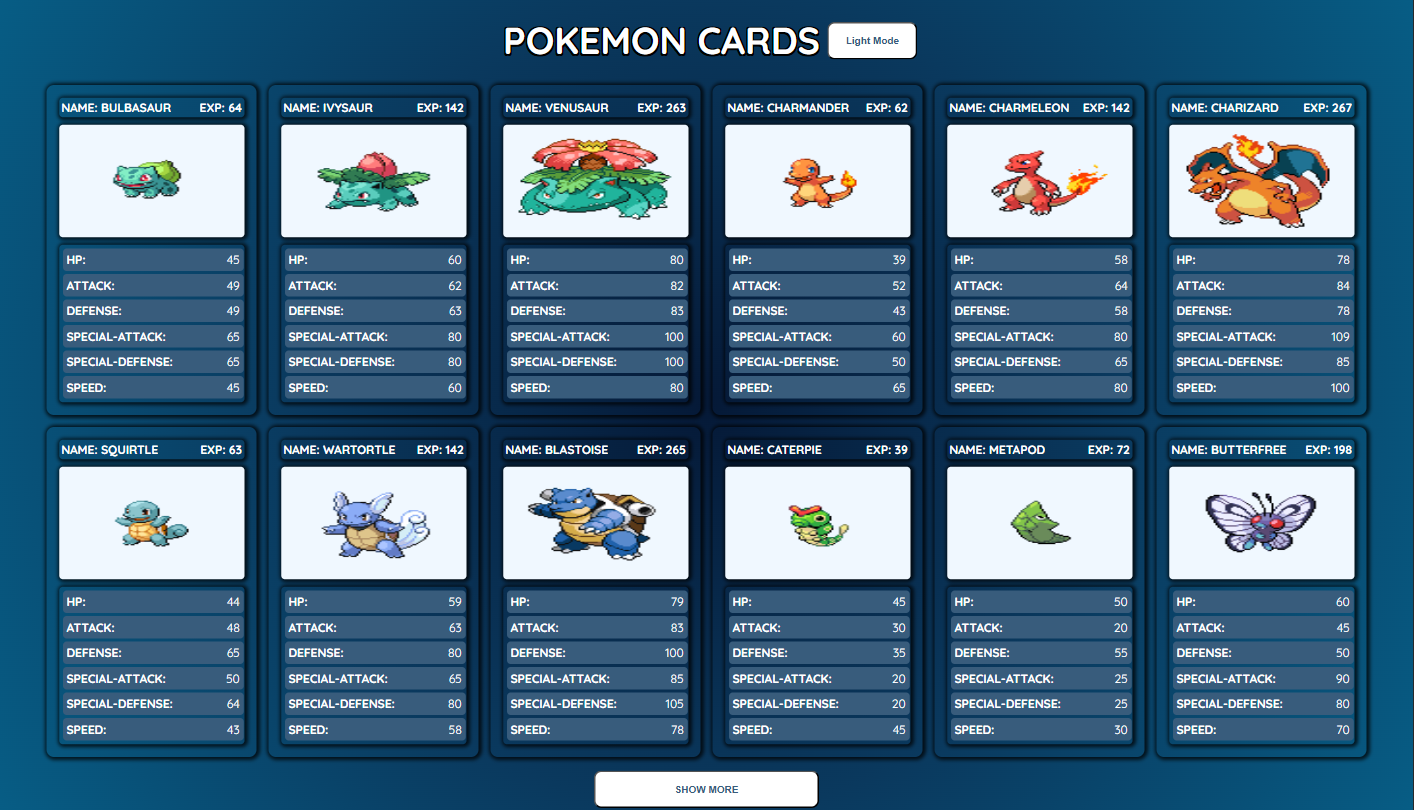 POKEMON CARDS Light Mode
NAME: BULBASAUR EXP: 64
HP: 45
ATTACK: 49
DEFENSE: 49
SPECIAL-ATTACK: 65
SPECIAL-DEFENSE: 65
SPEED: 45
NAME: IVYSAUR EXP: 142
HP: 60
ATTACK: 62
DEFENSE: 63
SPECIAL-ATTACK: 80
SPECIAL-DEFENSE: 80
SPEED: 60
NAME: VENUSAUR EXP: 263
HP: 80
ATTACK: 82
DEFENSE: 83
SPECIAL-ATTACK: 100
SPECIAL-DEFENSE: 100
SPEED: 80
NAME: CHARMANDER EXP: 62
HP: 39
ATTACK: 52
DEFENSE: 43
SPECIAL-ATTACK: 60
SPECIAL-DEFENSE: 50
SPEED: 65
NAME: CHARMELEON EXP: 142
HP: 58
ATTACK: 64
DEFENSE: 58
SPECIAL-ATTACK: 80
SPECIAL-DEFENSE: 65
SPEED: 80
NAME: CHARIZARD EXP: 267
HP: 78
ATTACK: 84
DEFENSE: 78
SPECIAL-ATTACK: 109
SPECIAL-DEFENSE: 85
SPEED: 100
NAME: SQUIRTLE EXP: 63
HP: 44
ATTACK: 48
DEFENSE: 65
SPECIAL-ATTACK: 50
SPECIAL-DEFENSE: 64
SPEED: 43
NAME: WARTORTLE EXP: 142
HP: 59
ATTACK: 63
DEFENSE: 80
SPECIAL-ATTACK: 65
SPECIAL-DEFENSE: 80
SPEED: 58
NAME: BLASTOISE EXP: 265
HP: 79
ATTACK: 83
DEFENSE: 100
SPECIAL-ATTACK: 85
SPECIAL-DEFENSE: 105
SPEED: 78
NAME: CATERPIE EXP: 39
HP: 45
ATTACK: 30
DEFENSE: 35
SPECIAL-ATTACK: 20
SPECIAL-DEFENSE: 20
SPEED: 45
NAME: METAPOD EXP: 72
HP: 50
ATTACK: 20
DEFENSE: 55
SPECIAL-ATTACK: 25
SPECIAL-DEFENSE: 25
SPEED: 30
NAME: BUTTERFREE EXP: 198
HP: 60
ATTACK: 45
DEFENSE: 50
SPECIAL-ATTACK: 90
SPECIAL-DEFENSE: 80
SPEED: 70
SHOW MORE